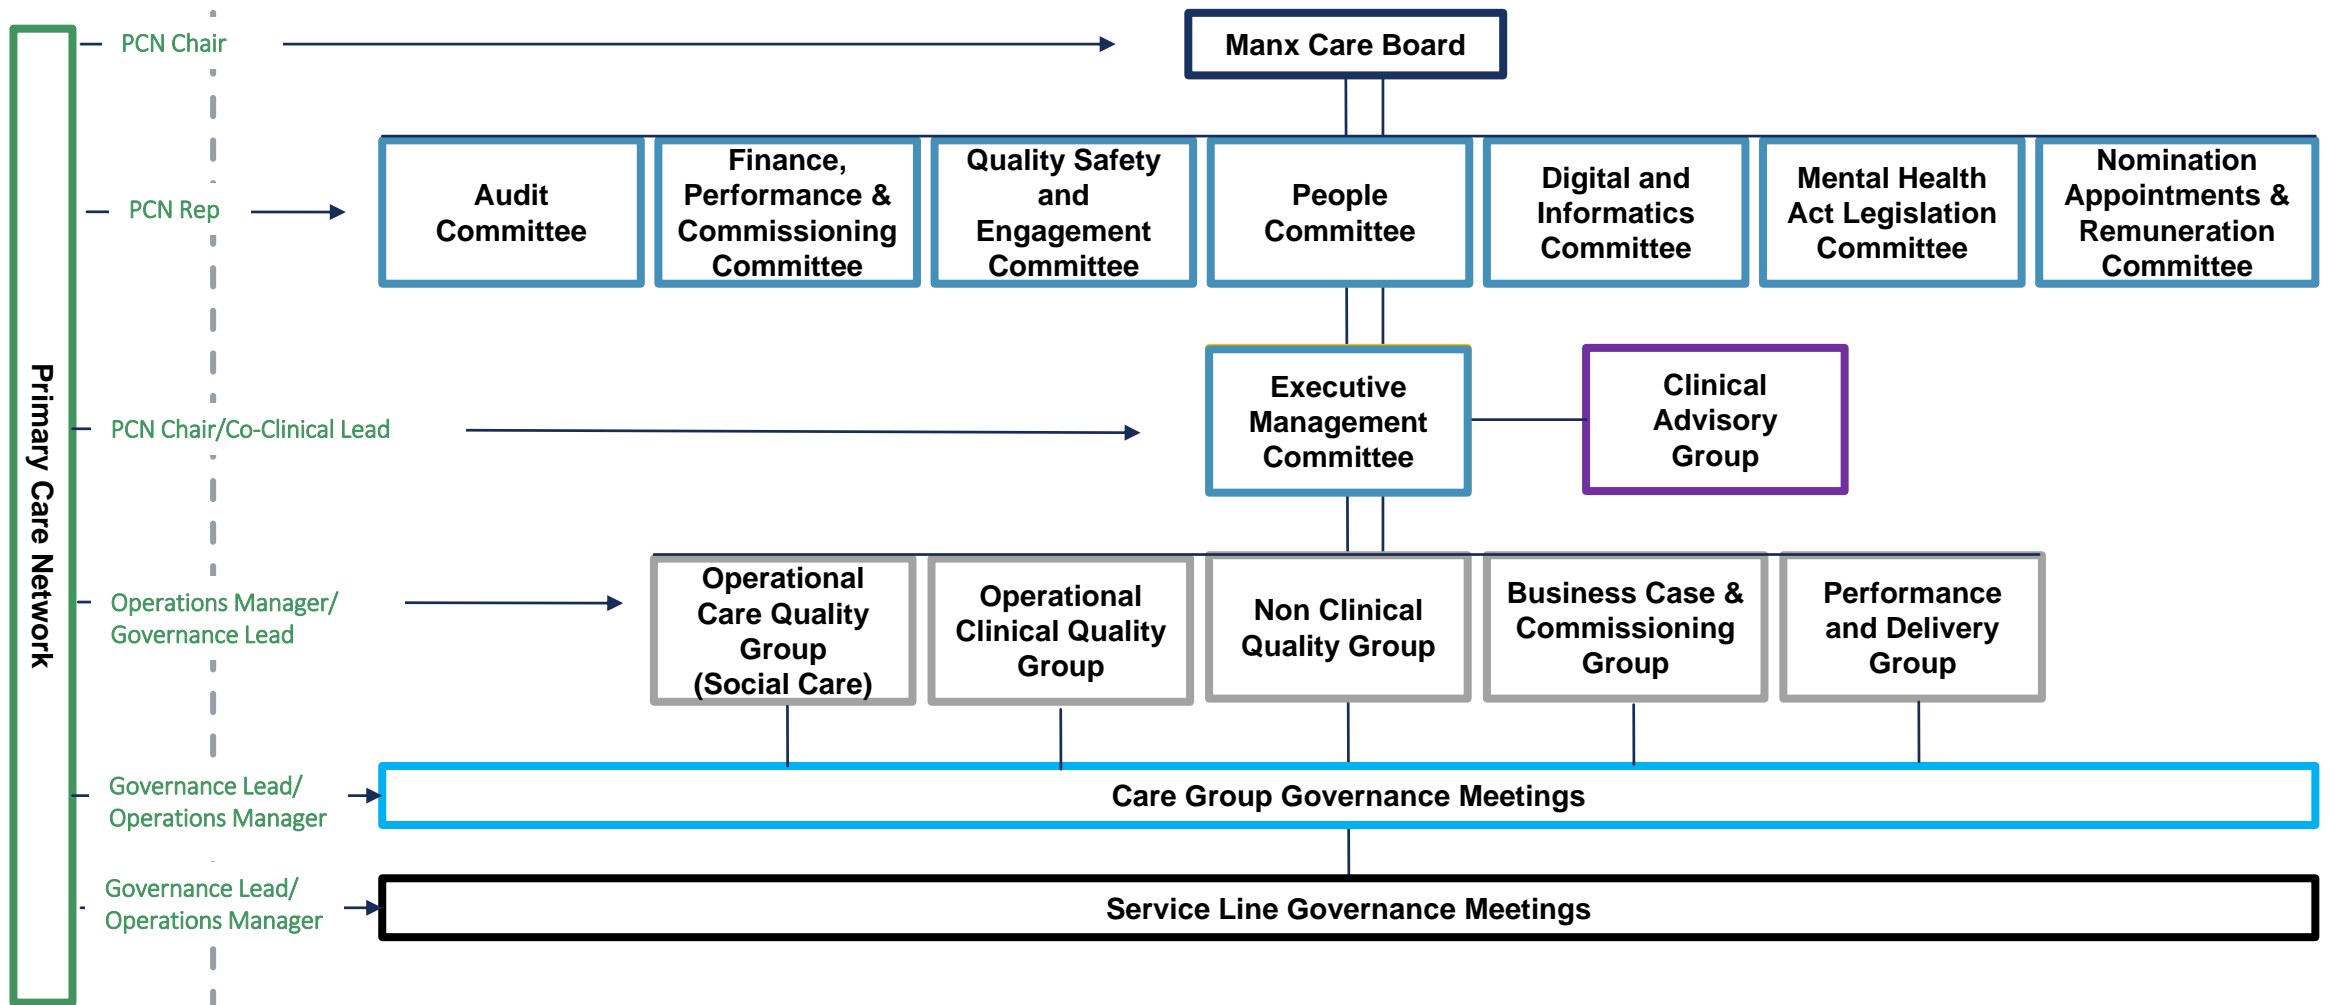 PCN Chair
Manx Care Board
PCN Rep
Audit
Committee
Finance,
Performance &
Commissioning
Committee
Quality Safety
and
Engagement
Committee
People
Committee
Digital and
Informatics
Committee
Mental Health
Act Legislation
Committee
Nomination
Appointments &
Remuneration
Committee
Primary Care Network
PCN Chair/Co-Clinical Lead
Executive
Management
Committee
Clinical
Advisory
Group
Operations Manager/
Governance Lead
Operational
Care Quality
Group
(Social Care)
Operational
Clinical Quality
Group
Non Clinical
Quality Group
Business Case &
Commissioning
Group
Performance
and Delivery
Group
Governance Lead/
Operations Manager
Care Group Governance Meetings
Governance Lead/
Operations Manager
Service Line Governance Meetings